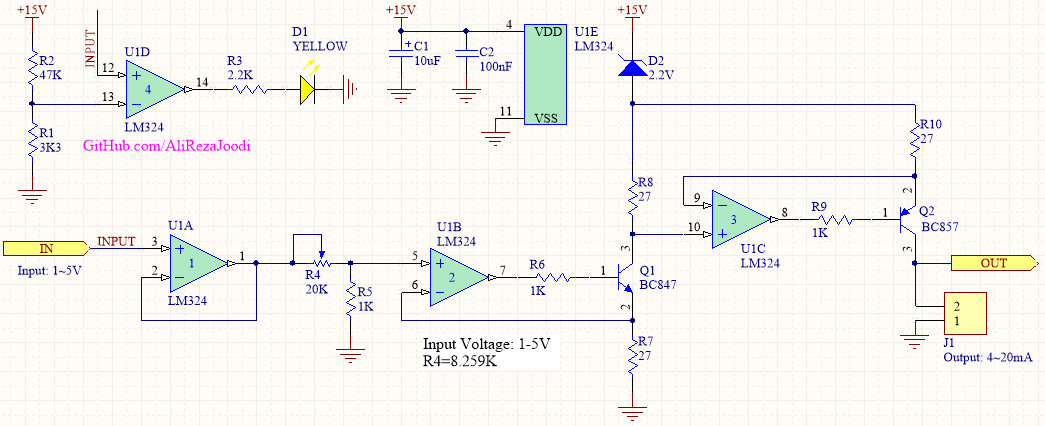 +15V
INPUT
R2
47K
R1
3K3
U1D
12
13
+
−
4
14
LM324
R3
2.2K
D1
YELLOW
GitHub.com/AliRezaJoodi
+15V
C1
10uF
+
C2
100nF
4
11
VDD
VSS
U1E
LM324
+15V
D2
2.2V
R10
27
R8
27
9
10
−
+
3
8
U1C
LM324
R9
1K
1
2
3
Q2
BC857
OUT
2
1
J1
Output: 4~20mA
IN
Input: 1~5V
INPUT
U1A
3
2
+
−
1
1
LM324
R4
20K
R5
1K
U1B
LM324
5
6
+
−
2
7
R6
1K
1
3
2
Q1
BC847
R7
27
Input Voltage: 1-5V
R4=8.259K